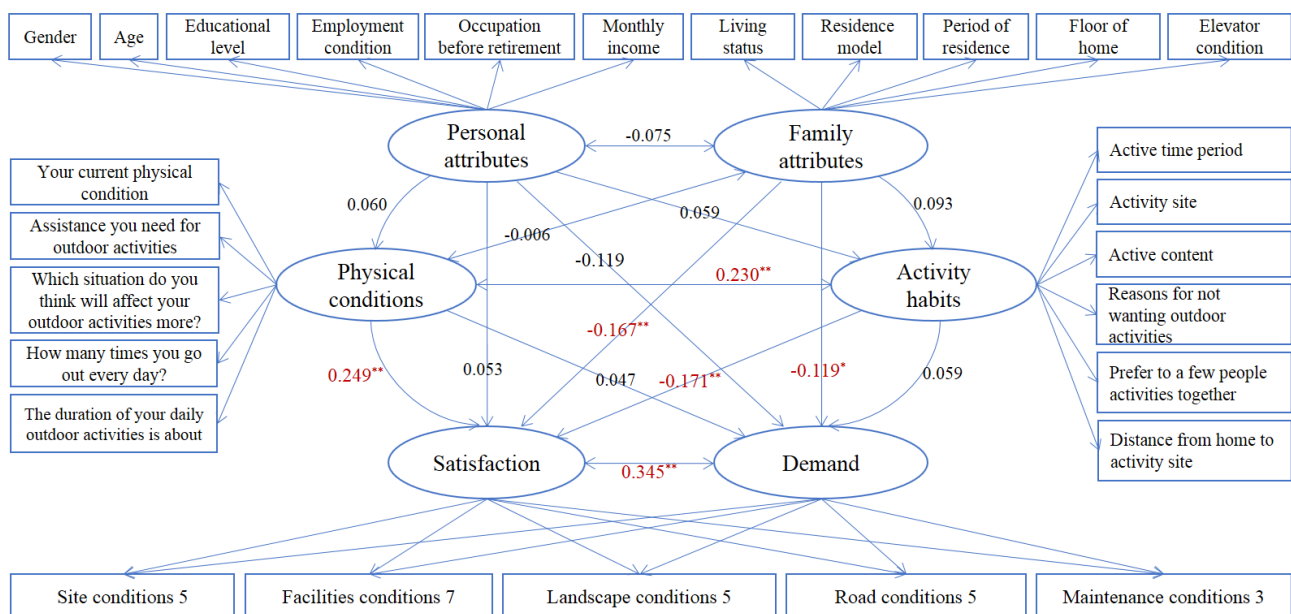 Gender
Age
Educational
level
Employment
condition
Occupation
before retirement
Monthly
income
Living
status
Residence
model
Period of
residence
Floor of
home
Elevator
condition
Personal
attributes
-0.075
Family
attributes
Your current physical
condition
Assistance you need for
outdoor activities
Which situation do you
think will affect your
outdoor activities more?
How many times you go
out every day?
The duration of your daily
outdoor activities is about
Active time period
Activity site
Active content
Reasons for not
wanting outdoor
activities
Prefer to a few people
activities together
Distance from home to
activity site
0.060
-0.006
0.059
0.093
-0.119
Physical
conditions
0.230**
Activity
habits
-0.167**
0.249**
0.053
0.047
-0.171**
-0.119*
0.059
Satisfaction
0.345**
Demand
Site conditions 5
Facilities conditions 7
Landscape conditions 5
Road conditions 5
Maintenance conditions 3